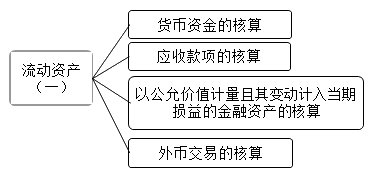 流动资产
（一）
货币资金的核算
应收款项的核算
以公允价值计量且其变动计入当期
损益的金融资产的核算
外币交易的核算